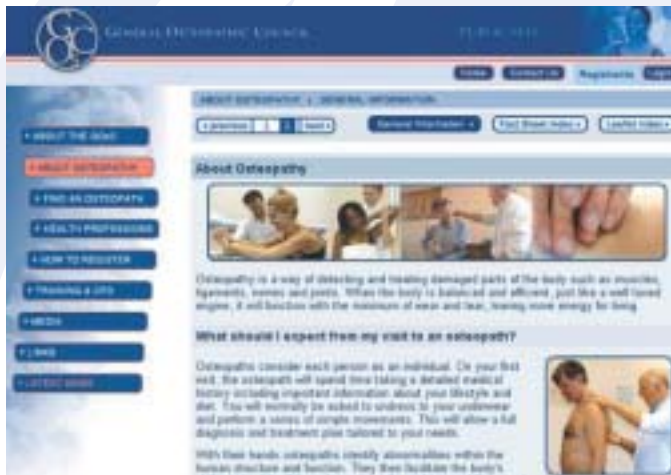 GOsC
GENERAL OSTEOPATHIC COUNCIL
PUBLIC SITE
Home
Contact Us
Registrants
ABOUT OSTEOPATHY
GENERAL INFORMATION
previous 1 2 next
General Information
Fact Sheet Index
Leaflet Index
ABOUT THE GOsC
ABOUT OSTEOPATHY
FIND AN OSTEOPATH
HEALTH PROFESSIONS
HOW TO REGISTER
TRAINING & CPD
MEDIA
LINKS
LATEST NEWS
About Osteopathy
Osteopathy is a way of detecting and treating damaged parts of the body such as muscles,
ligaments, nerves and joints. When the body is balanced and efficient, just like a well tuned
engine, it will function with the minimum of wear and tear, leaving more energy for living.
What should I expect from my visit to an osteopath?
Osteopaths consider each person as an individual. On your first
visit, the osteopath will spend time taking a detailed medical
history including important information about your lifestyle and
diet. You will normally be asked to undress to your underwear
and perform a series of simple movements. This will allow a full
diagnosis and treatment plan tailored to your needs.
With their hands osteopaths identify abnormalities within the
human structure and function. They then facilitate the body's